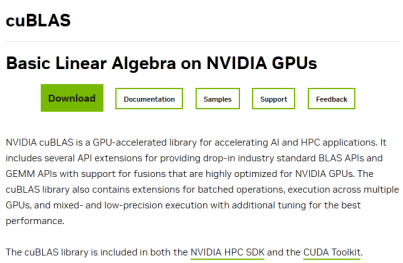 cuBLAS
Basic Linear Algebra on NVIDIA GPUs
Download Documentation Samples Support Feedback
NVIDIA cuBLAS is a GPU-accelerated library for accelerating AI and HPC applications. It
includes several API extensions for providing drop-in industry standard BLAS APIs and
GEMM APIs with support for fusions that are highly optimized for NVIDIA GPUs. The
cuBLAS library also contains extensions for batched operations, execution across multiple
GPUs, and mixed- and low-precision execution with additional tuning for the best
performance.
The cuBLAS library is included in both the NVIDIA HPC SDK and the CUDA Toolkit.